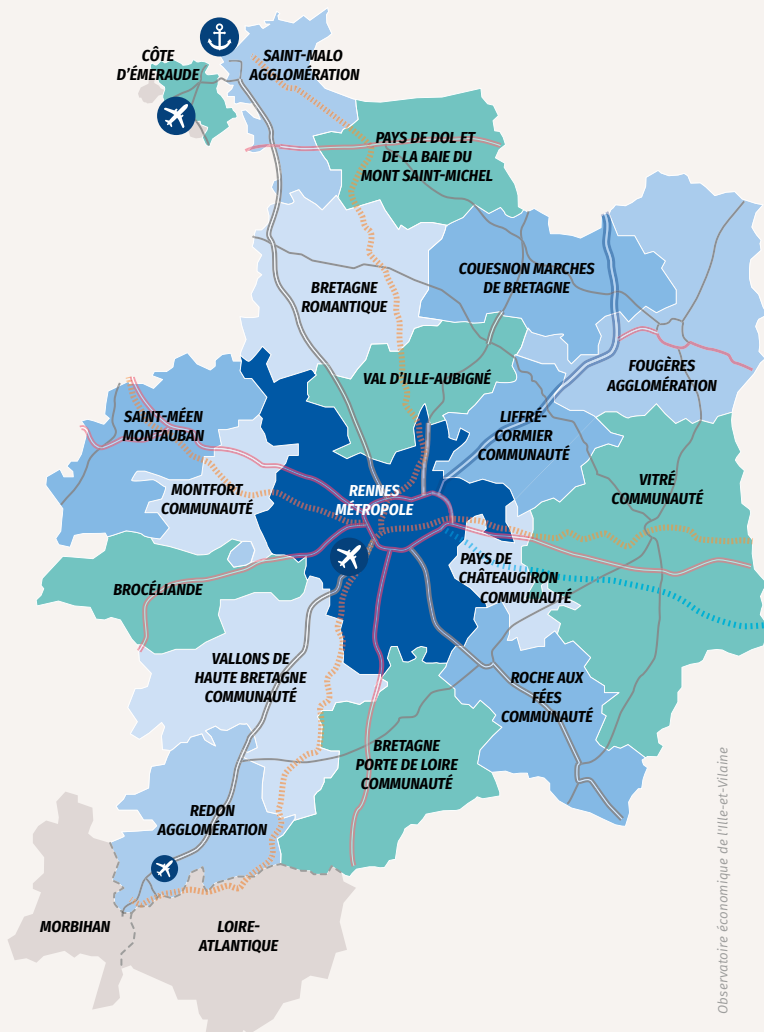 CÔTE
D'ÉMERAUDE
SAINT-MALO
AGGLOMÉRATION
PAYS DE DOL ET
DE LA BAIE DU
MONT SAINT-MICHEL
BRETAGNE
ROMANTIQUE
COUESNON MARCHES
DE BRETAGNE
VAL D'ILLE-AUBIGNÉ
FOUGÈRES
AGGLOMÉRATION
SAINT-MÉEN
MONTAUBAN
LIFFRÉ-
CORMIER
COMMUNAUTÉ
MONTFORT
COMMUNAUTÉ
RENNES
MÉTROPOLE
VITRÉ
COMMUNAUTÉ
BROCÉLIANDE
PAYS DE
CHÂTEAUGIRON
COMMUNAUTÉ
VALLONS DE
HAUTE BRETAGNE
COMMUNAUTÉ
ROCHE AUX
FÉES
COMMUNAUTÉ
BRETAGNE
PORTE DE LOIRE
COMMUNAUTÉ
REDON
AGGLOMÉRATION
MORBIHAN
LOIRE-
ATLANTIQUE
Observatoire économique de l'Ille-et-Vilaine